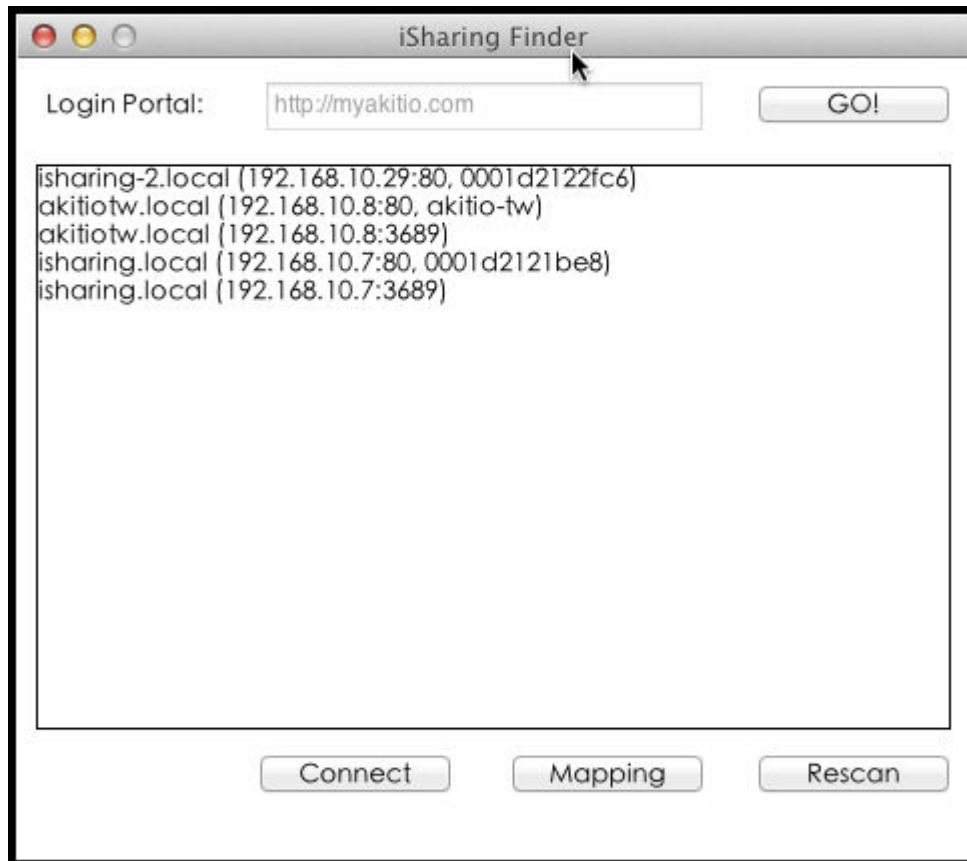 iSharing Finder
Login Portal: http://myakitio.com GO!
isharing-2.local (192.168.10.29:80, 0001d2122fc6)
akitiotw.local (192.168.10.8:80, akitio-tw)
akitiotw.local (192.168.10.8:3689)
isharing.local (192.168.10.7:80, 0001d2121be8)
isharing.local (192.168.10.7:3689)
Connect Mapping Rescan